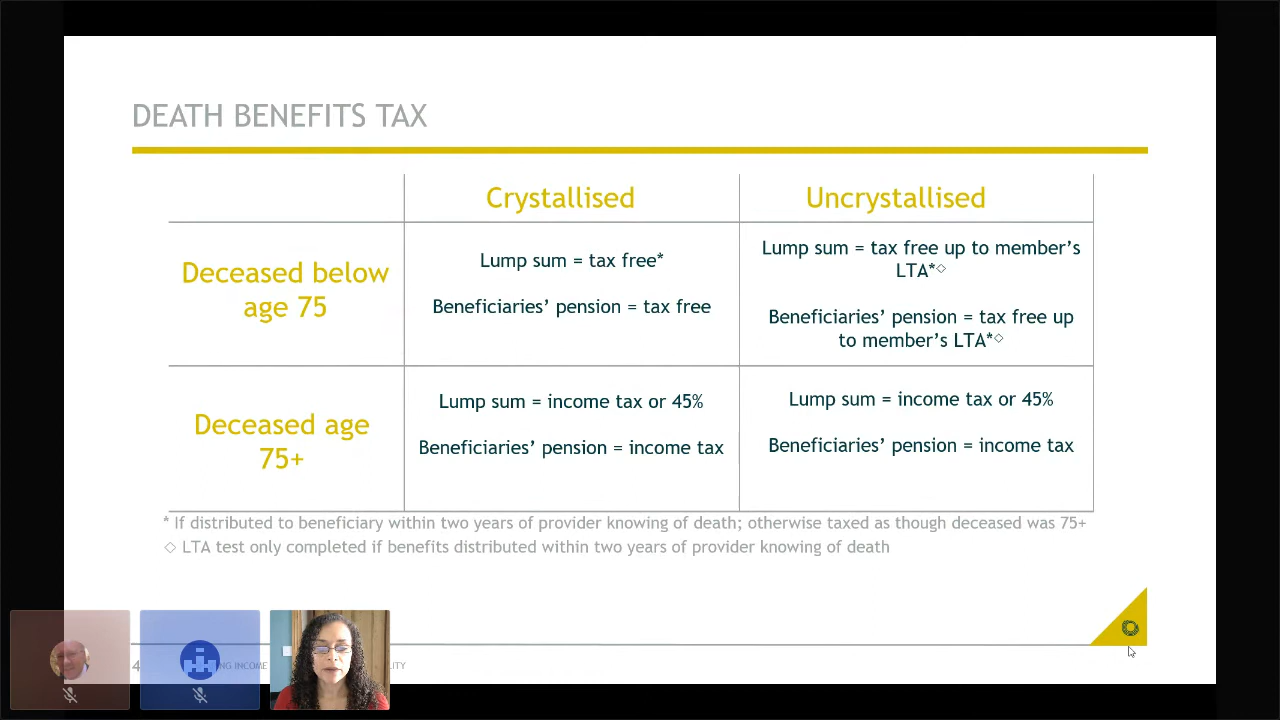 DEATH BENEFITS TAX
Crystallised
Uncrystallised
Deceased below
age 75
Lump sum = tax free*
Beneficiaries’ pension = tax free
Lump sum = tax free up to member’s
LTA*◇
Beneficiaries’ pension = tax free up
to member’s LTA*◇
Deceased age
75+
Lump sum = income tax or 45%
Beneficiaries’ pension = income tax
Lump sum = income tax or 45%
Beneficiaries’ pension = income tax
* If distributed to beneficiary within two years of provider knowing of death; otherwise taxed as though deceased was 75+
◇ LTA test only completed if benefits distributed within two years of provider knowing of death
4
INCOME